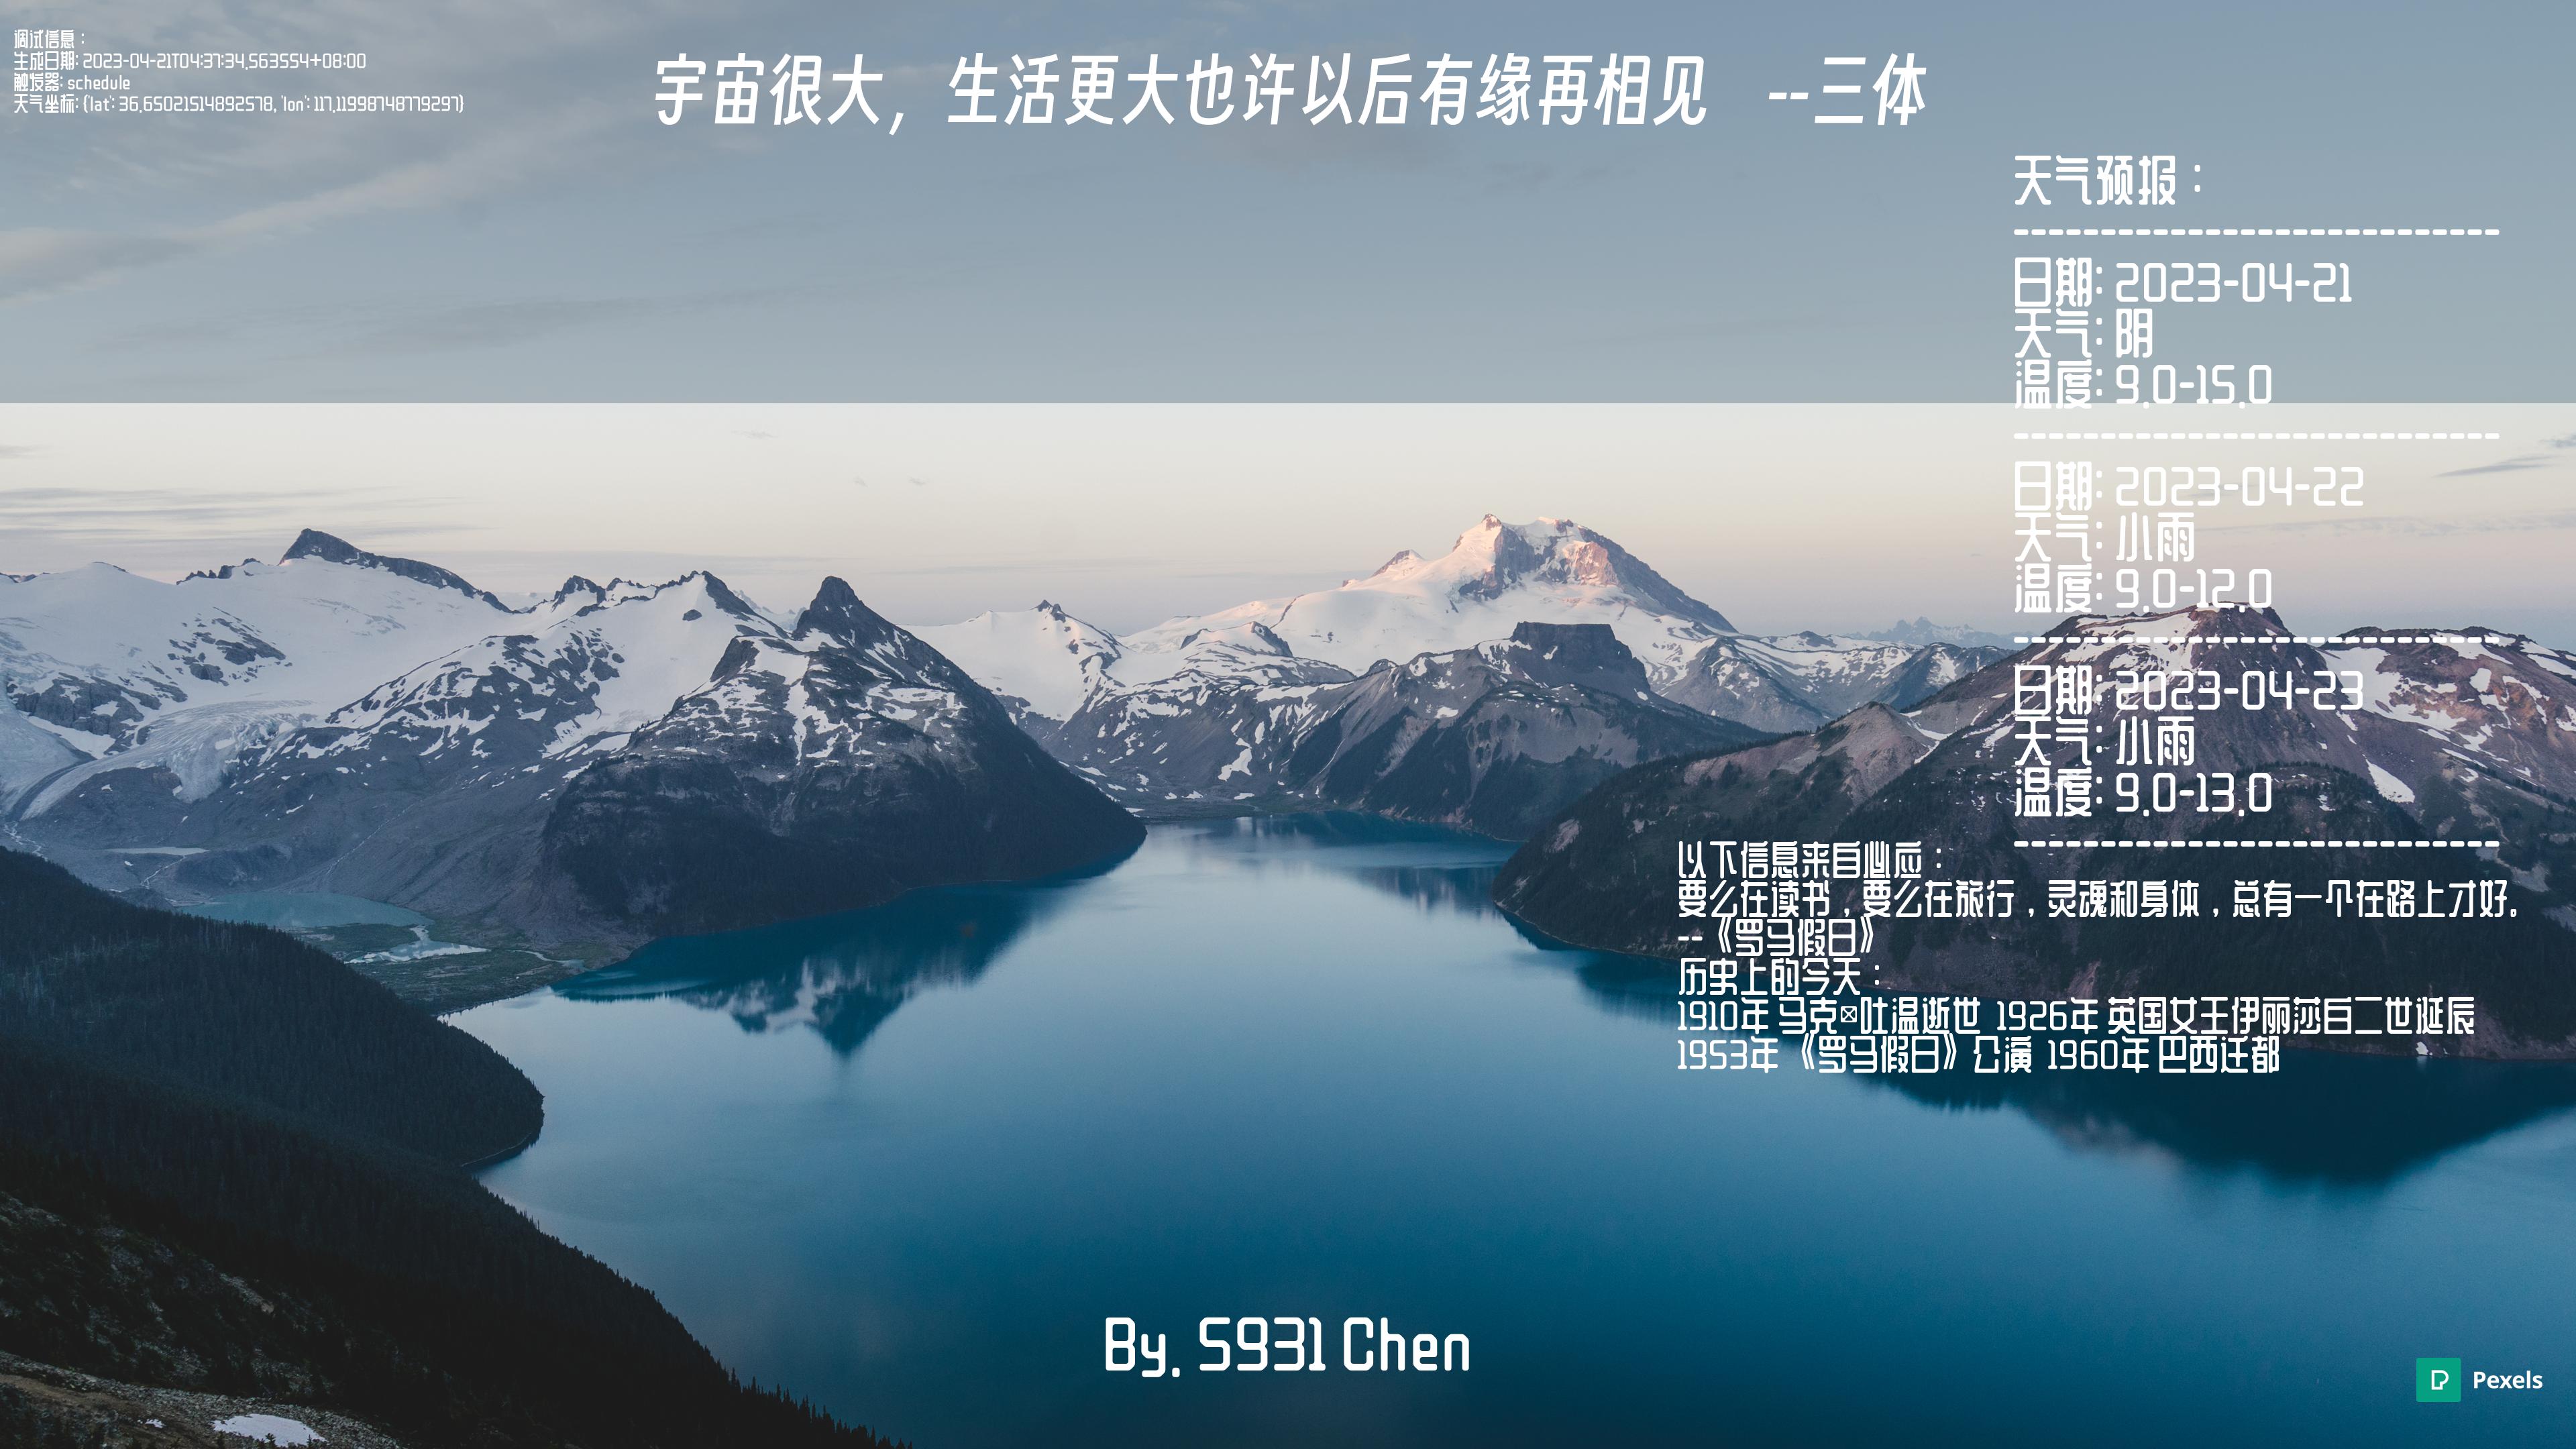 调试信息：
生成日期: 2023-04-21T04:37:34.563554+08:00
触发器: schedule
天气坐标: {'lat': 36.65021514892578, 'lon': 117.11998748779297}
宇宙很大，生活更大也许以后有缘再相见 --三体
天气预报：
----------------------------
日期: 2023-04-21
天气: 阴
温度: 9.0-15.0
----------------------------
日期: 2023-04-22
天气: 小雨
温度: 9.0-12.0
----------------------------
日期: 2023-04-23
天气: 小雨
温度: 9.0-13.0
----------------------------
以下信息来自必应：
要么在读书，要么在旅行，灵魂和身体，总有一个在路上才好。
--《罗马假日》
历史上的今天：
1910年 马克☒吐温逝世 1926年 英国女王伊丽莎白二世诞辰
1953年 《罗马假日》公演 1960年 巴西迁都
By. S931 Chen
Pexels